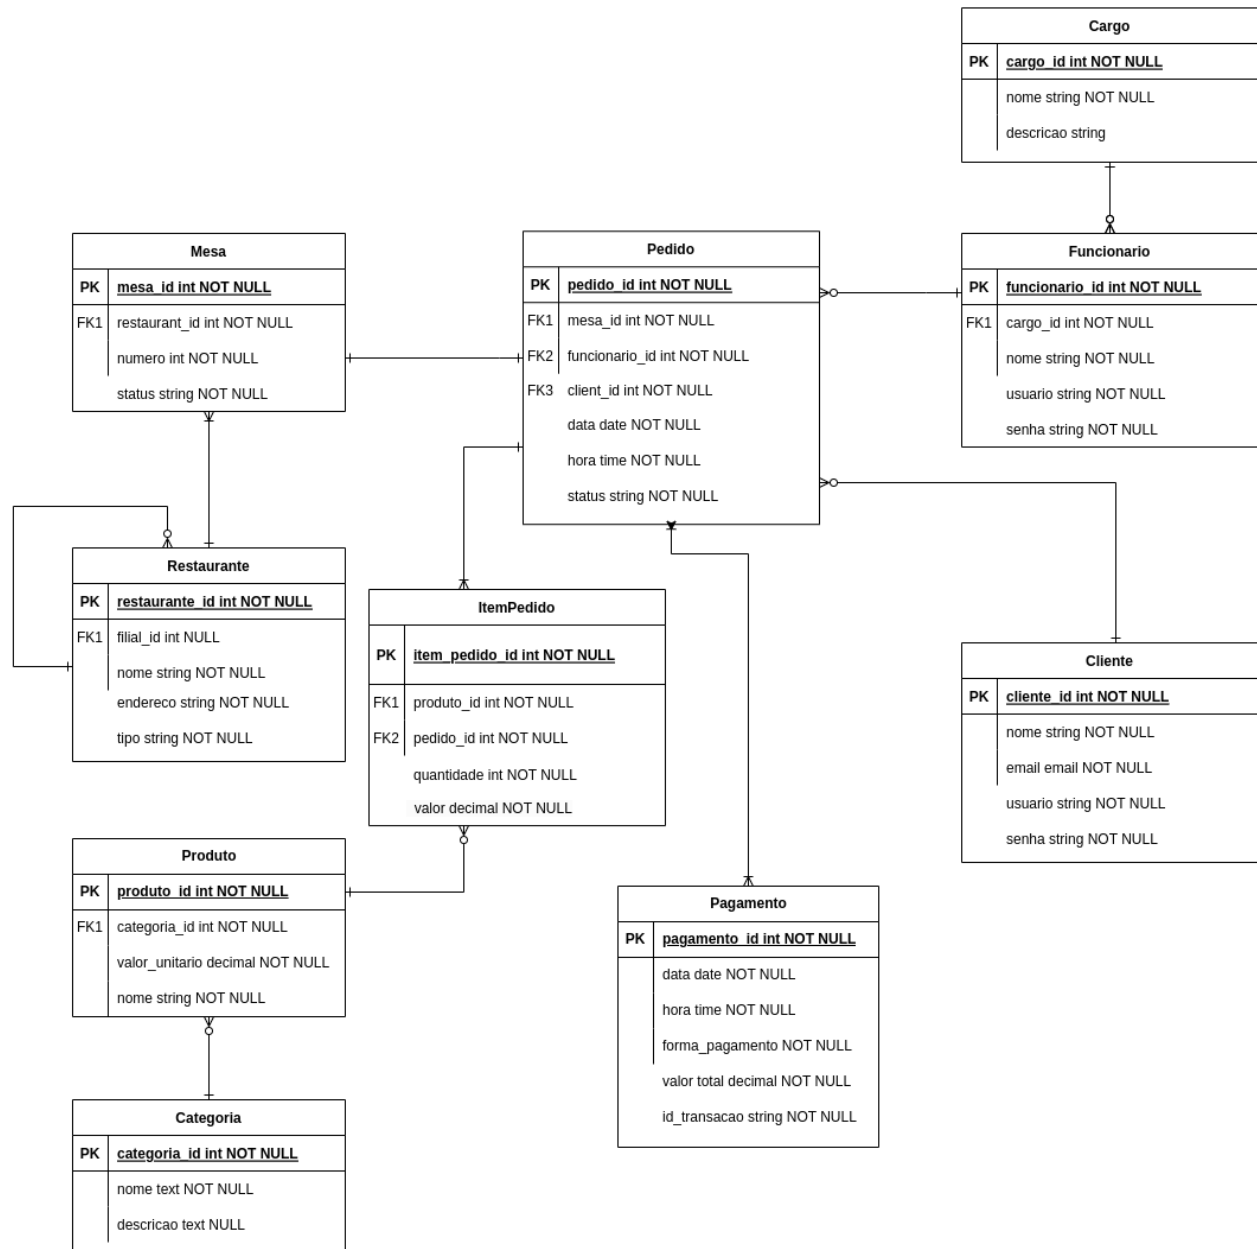 Cargo
PK cargo_id int NOT NULL
nome string NOT NULL
descricao string
Mesa
PK mesa_id int NOT NULL
FK1 restaurant_id int NOT NULL
numero int NOT NULL
status string NOT NULL
Pedido
PK pedido_id int NOT NULL
FK1 mesa_id int NOT NULL
FK2 funcionario_id int NOT NULL
FK3 client_id int NOT NULL
data date NOT NULL
hora time NOT NULL
status string NOT NULL
Funcionario
PK funcionario_id int NOT NULL
FK1 cargo_id int NOT NULL
nome string NOT NULL
usuario string NOT NULL
senha string NOT NULL
Restaurante
PK restaurante_id int NOT NULL
FK1 filial_id int NULL
nome string NOT NULL
endereco string NOT NULL
tipo string NOT NULL
ItemPedido
PK item_pedido_id int NOT NULL
FK1 produto_id int NOT NULL
FK2 pedido_id int NOT NULL
quantidade int NOT NULL
valor decimal NOT NULL
Cliente
PK cliente_id int NOT NULL
nome string NOT NULL
email email NOT NULL
usuario string NOT NULL
senha string NOT NULL
Produto
PK produto_id int NOT NULL
FK1 categoria_id int NOT NULL
valor_unitario decimal NOT NULL
nome string NOT NULL
Pagamento
PK pagamento_id int NOT NULL
data date NOT NULL
hora time NOT NULL
forma_pagamento NOT NULL
valor total decimal NOT NULL
id_transacao string NOT NULL
Categoria
PK categoria_id int NOT NULL
nome text NOT NULL
descricao text NULL